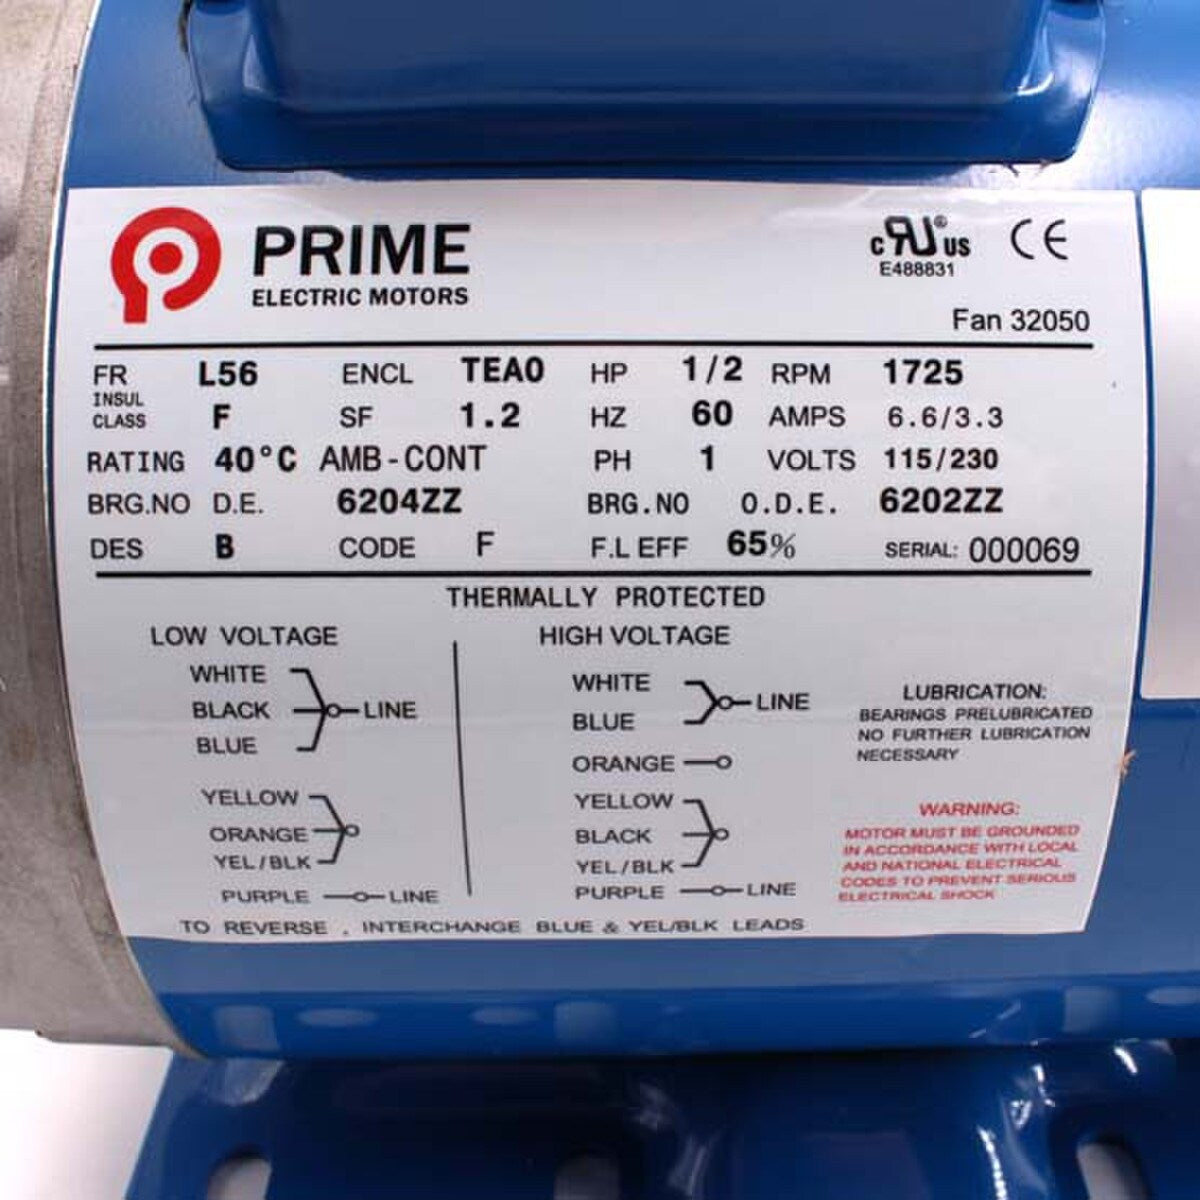 PRIME
ELECTRIC MOTORS
cRU®us CE
E488831
Fan 32050
FR L56 ENCL TEAO HP 1/2 RPM 1725
INSUL CLASS F SF 1.2 HZ 60 AMPS 6.6/3.3
RATING 40°C AMB-CONT PH 1 VOLTS 115/230
BRG.NO D.E. 6204ZZ BRG.NO O.D.E. 6202ZZ
DES B CODE F F.L EFF 65% SERIAL: 000069
THERMALLY PROTECTED
LOW VOLTAGE
WHITE
BLACK LINE
BLUE
YELLOW
ORANGE
YEL/BLK
PURPLE LINE
HIGH VOLTAGE
WHITE
LINE
BLUE
ORANGE
YELLOW
BLACK
YEL/BLK
PURPLE LINE
LUBRICATION:
BEARINGS PRELUBRICATED
NO FURTHER LUBRICATION
NECESSARY
WARNING:
MOTOR MUST BE GROUNDED
IN ACCORDANCE WITH LOCAL
AND NATIONAL ELECTRICAL
CODES TO PREVENT SERIOUS
ELECTRICAL SHOCK
TO REVERSE , INTERCHANGE BLUE & YEL/BLK LEADS